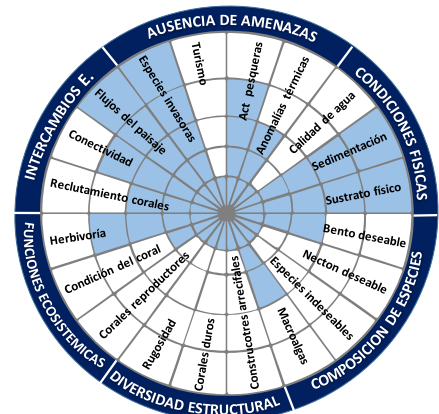 AUSENCIA DE AMENAZAS
CONDICIONES FISICAS
COMPOSICION DE ESPECIES
DIVERSIDAD ESTRUCTURAL
FUNCIONES ECOSISTEMICAS
INTERCAMBIOS E.
Turismo
Act pesqueras
Anomalías térmicas
Calidad de agua
Sedimentación
Sustrato físico
Bento deseable
Necton deseable
Especies indeseables
Macroalgas
Construcotres arrecifales
Corales duros
Rugosidad
Corales reproductores
Condición del coral
Herbivoría
Reclutamiento corales
Conectividad
Flujos del paisaje
Especies invasoras